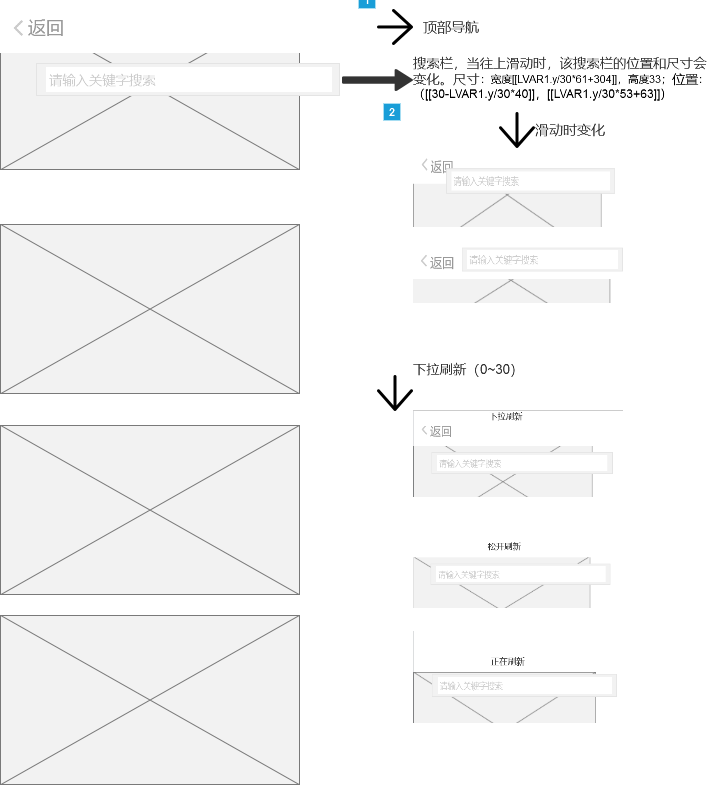 返回
请输入关键字搜索
1
顶部导航
搜索栏，当往上滑动时，该搜索栏的位置和尺寸会
变化。尺寸：宽度[[LVAR1.y/30*61+304]]，高度33；位置：
（[[30-LVAR1.y/30*40]]，[[LVAR1.y/30*53+63]]）
2
滑动时变化
返回
请输入关键字搜索
返回
请输入关键字搜索
下拉刷新（0~30）
下拉刷新
返回
请输入关键字搜索
松开刷新
请输入关键字搜索
正在刷新
请输入关键字搜索